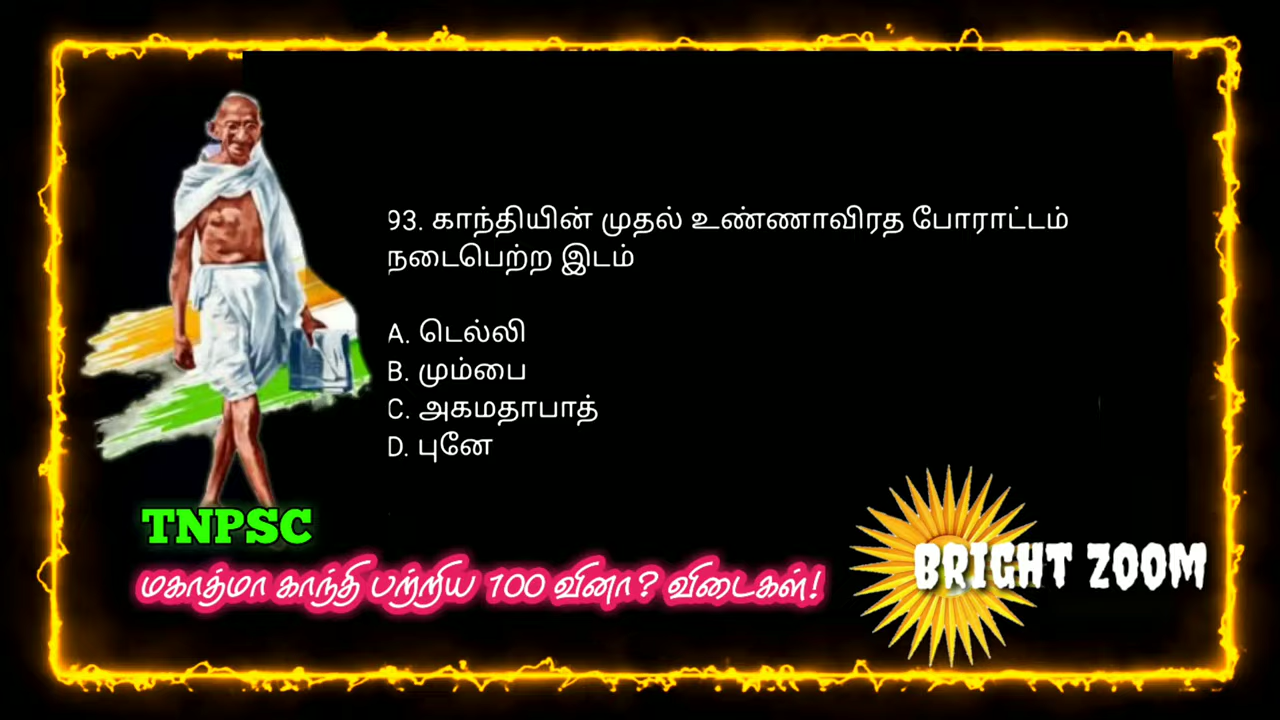 93. காந்தியின் முதல் உண்ணாவிரத போராட்டம்
நடைபெற்ற இடம்
A. டெல்லி
B. மும்பை
C. அகமதாபாத்
D. புனே
TNPSC
மகாத்மா காந்தி பற்றிய 100 வினா? விடைகள்!
BRIGHT ZOOM